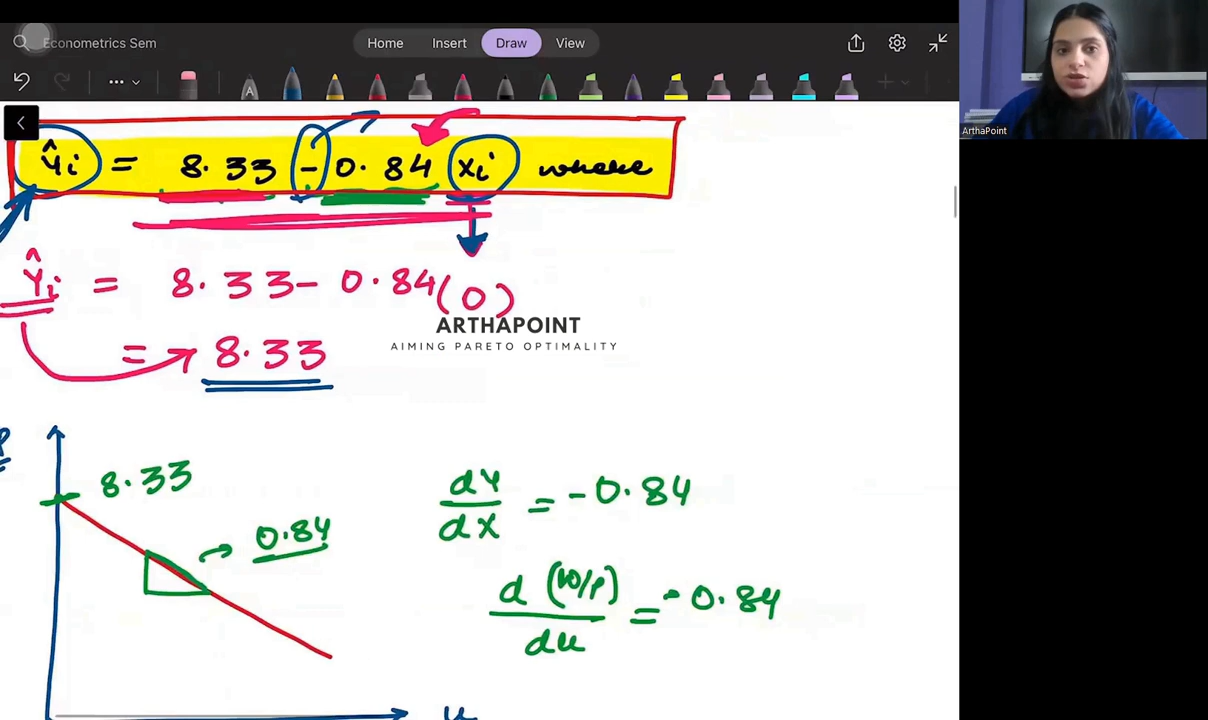 Econometrics Sem
Home Insert Draw View
ArthaPoint
Ŷi = 8.33 - 0.84 Xi where
Ŷi = 8.33 - 0.84(0)
= 8.33
ARTHAPOINT
AIMING PARETO OPTIMALITY
8.33
0.84
dY/dX = -0.84
d(W/P)/du = -0.84
u